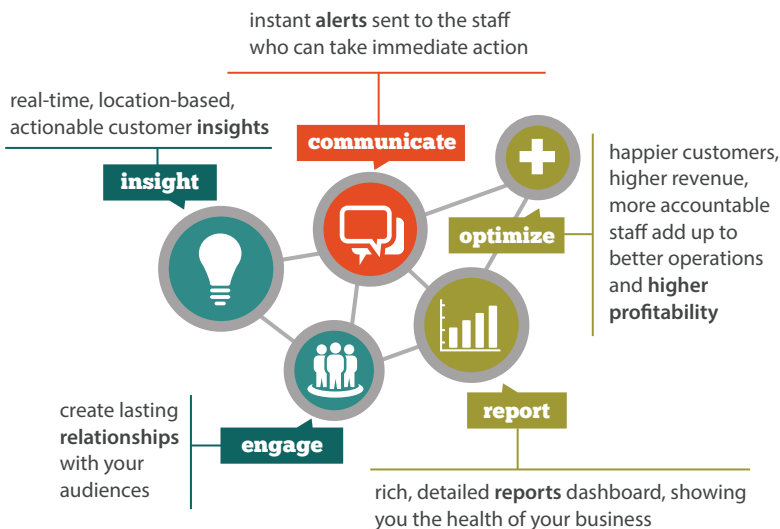 instant alerts sent to the staff
who can take immediate action
real-time, location-based,
actionable customer insights
communicate
insight
happier customers,
higher revenue,
more accountable
staff add up to
better operations
and higher
profitability
optimize
create lasting
relationships
with your
audiences
engage
report
rich, detailed reports dashboard, showing
you the health of your business